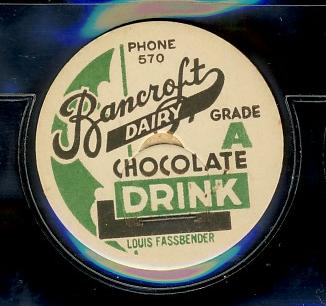 PHONE
570
Bancroft
DAIRY
GRADE
A
CHOCOLATE
DRINK
LOUIS FASSBENDER